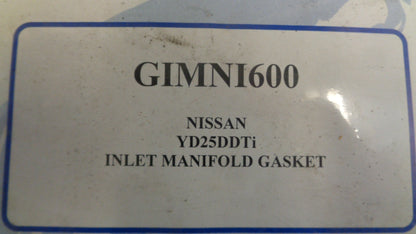 GIMNI600
NISSAN
YD25DDTi
INLET MANIFOLD GASKET